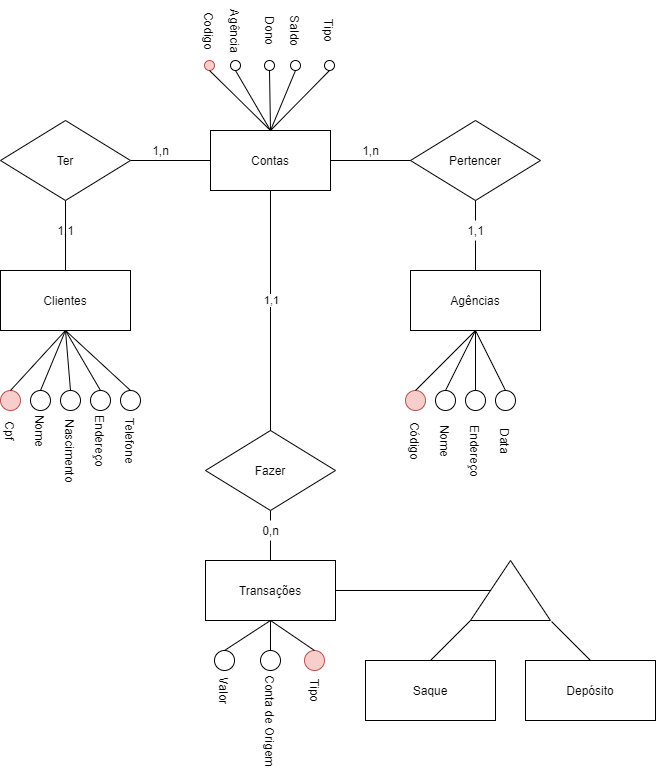 Codigo
Agência
Dono
Saldo
Tipo
Ter
1,n
Contas
1,n
Pertencer
1,1
1,1
Clientes
1,1
Agências
Cpf
Nome
Nascimento
Endereço
Telefone
Código
Nome
Endereço
Data
Fazer
0,n
Transações
Valor
Conta de Origem
Tipo
Saque
Depósito